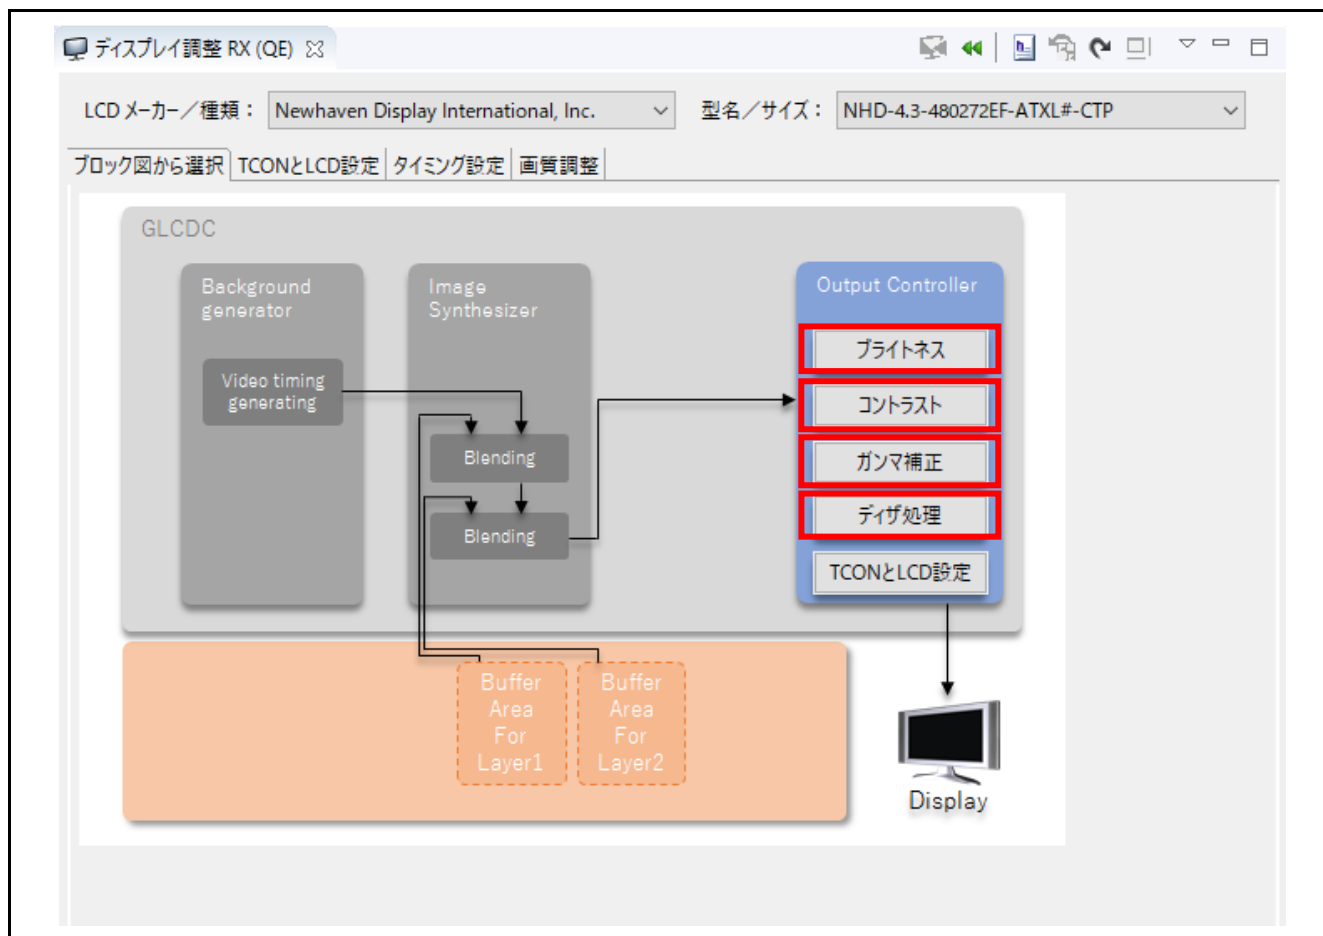 ディスプレイ調整 RX (QE)
LCD メーカー／種類： Newhaven Display International, Inc. 型名／サイズ： NHD-4.3-480272EF-ATXL#-CTP
ブロック図から選択 TCONとLCD設定 タイミング設定 画質調整
GLCDC
Background
generator
Video timing
generating
Image
Synthesizer
Blending
Blending
Output Controller
ブライトネス
コントラスト
ガンマ補正
ディザ処理
TCONとLCD設定
Buffer
Area
For
Layer1
Buffer
Area
For
Layer2
Display